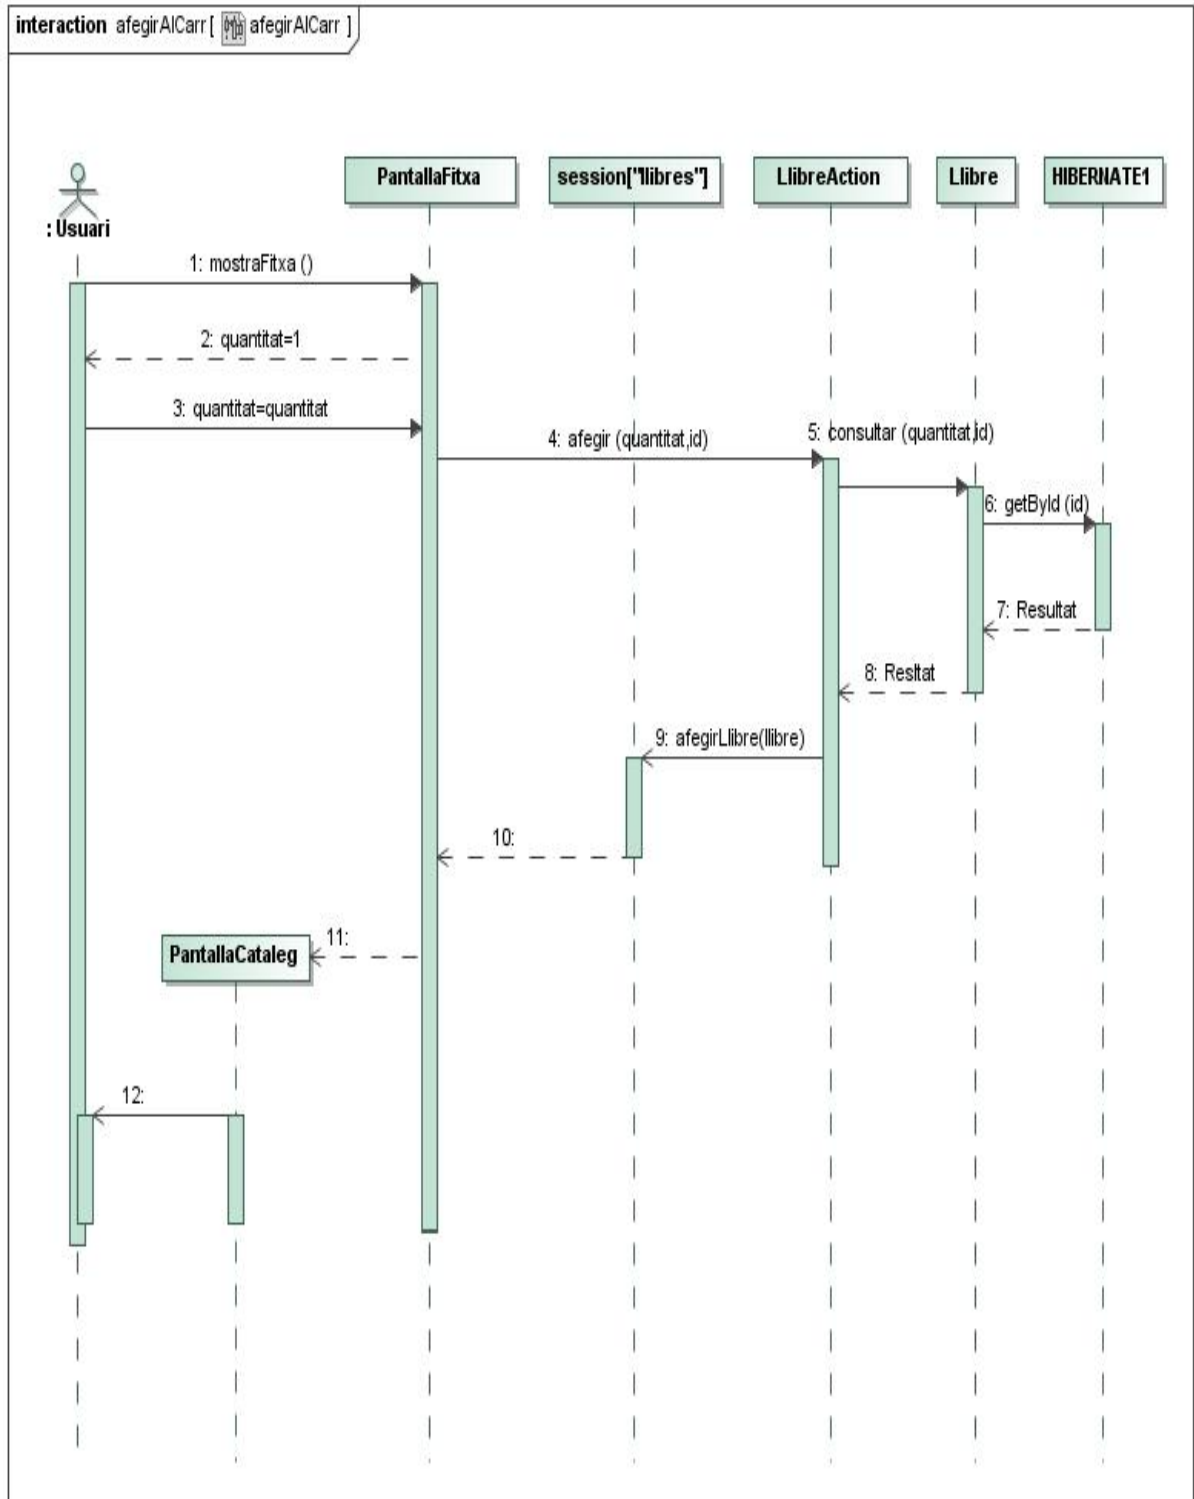 interaction afegirAlCarr [ afegirAlCarr ]
: Usuari
PantallaFitxa
session["llibres"]
LlibreAction
Llibre
HIBERNATE1
1: mostraFitxa ()
2: quantitat=1
3: quantitat=quantitat
4: afegir (quantitat,id)
5: consultar (quantitat,id)
6: getById (id)
7: Resultat
8: Resltat
9: afegirLlibre(llibre)
10:
11:
PantallaCataleg
12: